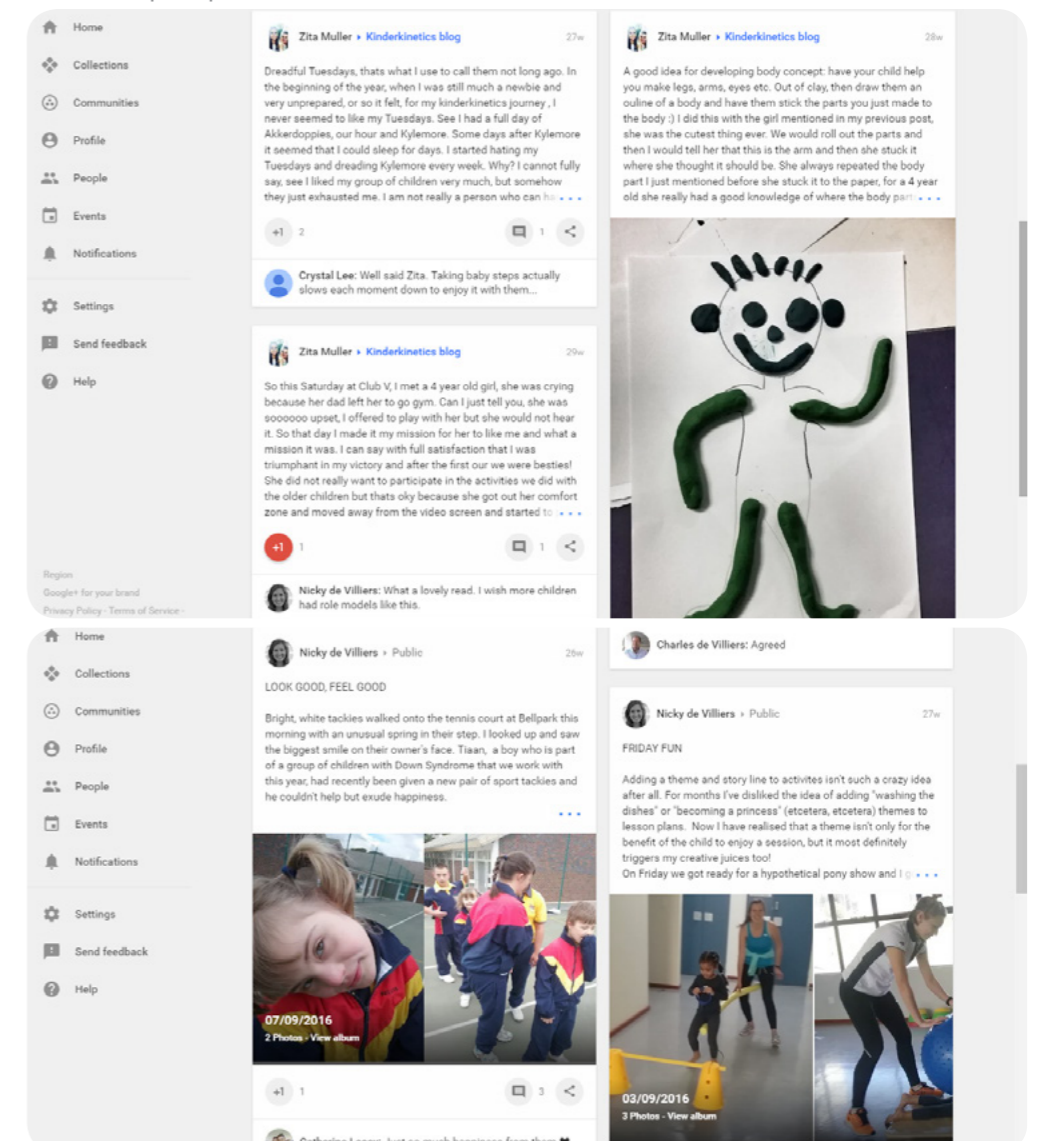 Home
Collections
Communities
Profile
People
Events
Notifications
Settings
Send feedback
Help
Region
Google+ for your brand
Privacy Policy - Terms of Service -
Zita Muller ▸ Kinderkinetics blog 27w
Dreadful Tuesdays, thats what I use to call them not long ago. In
the beginning of the year, when I was still much a newbie and
very unprepared, or so it felt, for my kinderkinetics journey , I
never seemed to like my Tuesdays. See I had a full day of
Akkerdoppies, our hour and Kylemore. Some days after Kylemore
it seemed that I could sleep for days. I started hating my
Tuesdays and dreading Kylemore every week. Why? I cannot fully
say, see I liked my group of children very much, but somehow
they just exhausted me. I am not really a person who can
+1 2 1
Crystal Lee: Well said Zita. Taking baby steps actually
slows each moment down to enjoy it with them...
Zita Muller ▸ Kinderkinetics blog 29w
So this Saturday at Club V, I met a 4 year old girl, she was crying
because her dad left her to go gym. Can I just tell you, she was
soooooo upset, I offered to play with her but she would not hear
it. So that day I made it my mission for her to like me and what a
mission it was. I can say with full satisfaction that I was
triumphant in my victory and after the first our we were besties!
She did not really want to participate in the activities we did with
the older children but thats oky because she got out her comfort
zone and moved away from the video screen and started to
+1 1 1
Nicky de Villiers: What a lovely read. I wish more children
had role models like this.
Zita Muller ▸ Kinderkinetics blog 28w
A good idea for developing body concept: have your child help
you make legs, arms, eyes etc. Out of clay, then draw them an
ouline of a body and have them stick the parts you just made to
the body :) I did this with the girl mentioned in my previous post,
she was the cutest thing ever. We would roll out the parts and
then I would tell her that this is the arm and then she stuck it
where she thought it should be. She always repeated the body
part I just mentioned before she stuck it to the paper, for a 4 year
old she really had a good knowledge of where the body
Home
Collections
Communities
Profile
People
Events
Notifications
Settings
Send feedback
Help
Nicky de Villiers ▸ Public 26w
LOOK GOOD, FEEL GOOD
Bright, white tackies walked onto the tennis court at Bellpark this
morning with an unusual spring in their step. I looked up and saw
the biggest smile on their owner's face. Tiaan, a boy who is part
of a group of children with Down Syndrome that we work with
this year, had recently been given a new pair of sport tackies and
he couldn't help but exude happiness.
07/09/2016
2 Photos - View album
+1 1 3
Charles de Villiers: Agreed
Nicky de Villiers ▸ Public 27w
FRIDAY FUN
Adding a theme and story line to activites isn't such a crazy idea
after all. For months I've disliked the idea of adding "washing the
dishes" or "becoming a princess" (etcetera, etcetera) themes to
lesson plans. Now I have realised that a theme isn't only for the
benefit of the child to enjoy a session, but it most definitely
triggers my creative juices too!
On Friday we got ready for a hypothetical pony show and I
03/09/2016
3 Photos - View album